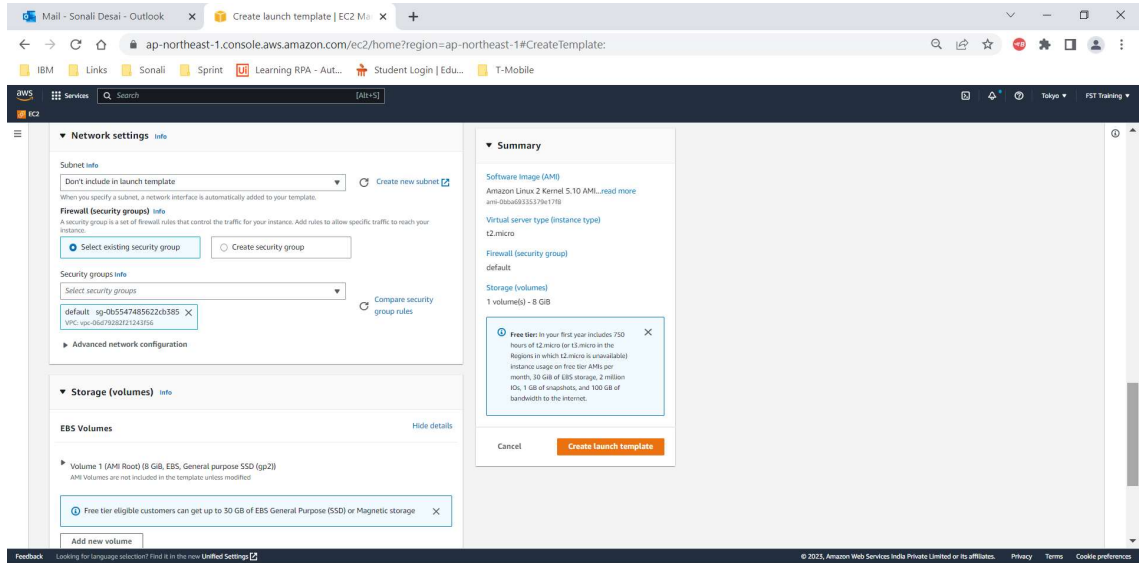 Mail - Sonali Desai - Outlook
Create launch template | EC2 Ma
ap-northeast-1.console.aws.amazon.com/ec2/home?region=ap-northeast-1#CreateTemplate:
IBM Links Sonali Sprint Ui Learning RPA - Aut... Student Login | Edu... T-Mobile
aws Services Search [Alt+S] Tokyo FST Training
EC2
Network settings Info
Subnet Info
Don't include in launch template
Create new subnet
When you specify a subnet, a network interface is automatically added to your template.
Firewall (security groups) Info
A security group is a set of firewall rules that control the traffic for your instance. Add rules to allow specific traffic to reach your
instance.
Select existing security group
Create security group
Security groups Info
Select security groups
Compare security
group rules
default sg-0b5547485622cb385
VPC: vpc-06d79282f21243f56
Advanced network configuration
Storage (volumes) Info
EBS Volumes
Hide details
Volume 1 (AMI Root) (8 GiB, EBS, General purpose SSD (gp2))
AMI Volumes are not included in the template unless modified
Free tier eligible customers can get up to 30 GB of EBS General Purpose (SSD) or Magnetic storage
Add new volume
Summary
Software Image (AMI)
Amazon Linux 2 Kernel 5.10 AMI...read more
ami-0bba69335379e17f8
Virtual server type (instance type)
t2.micro
Firewall (security group)
default
Storage (volumes)
1 volume(s) - 8 GiB
Free tier: In your first year includes 750
hours of t2.micro (or t3.micro in the
Regions in which t2.micro is unavailable)
instance usage on free tier AMIs per
month, 30 GiB of EBS storage, 2 million
IOs, 1 GB of snapshots, and 100 GB of
bandwidth to the internet.
Cancel
Create launch template
Feedback Looking for language selection? Find it in the new Unified Settings
© 2023, Amazon Web Services India Private Limited or its affiliates. Privacy Terms Cookie preferences